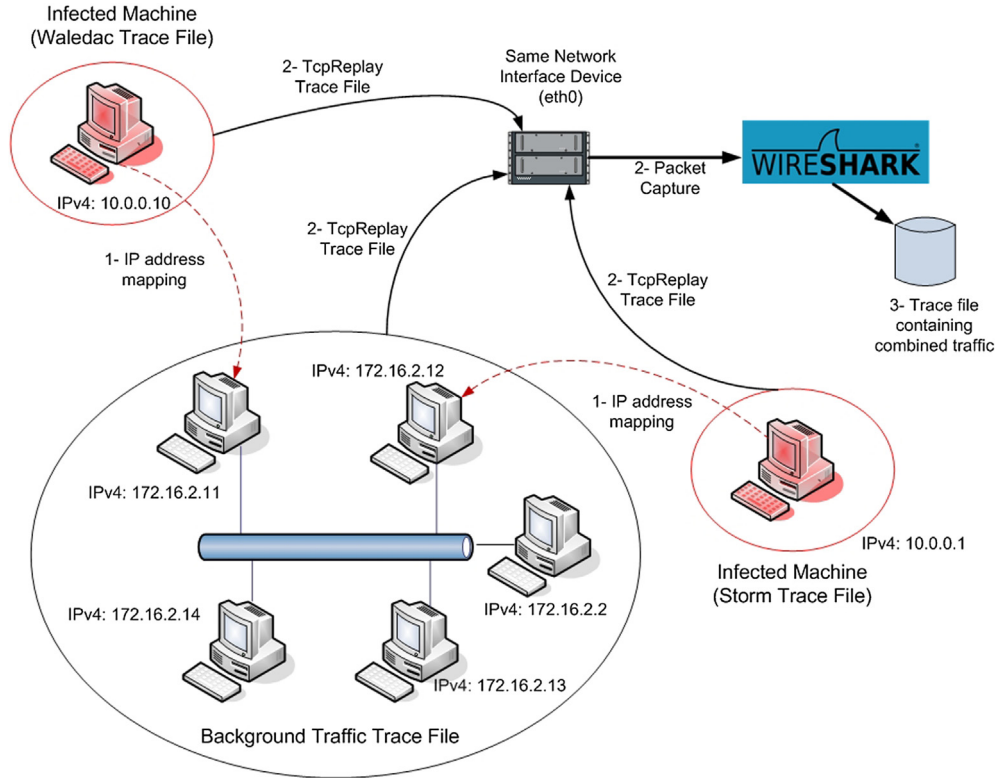 Infected Machine
(Waledac Trace File)
IPv4: 10.0.0.10
2- TcpReplay
Trace File
Same Network
Interface Device
(eth0)
2- Packet
Capture
WIRESHARK
®
3- Trace file
containing
combined traffic
1- IP address
mapping
2- TcpReplay
Trace File
2- TcpReplay
Trace File
IPv4: 172.16.2.12
1- IP address
mapping
IPv4: 172.16.2.11
IPv4: 10.0.0.1
Infected Machine
(Storm Trace File)
IPv4: 172.16.2.14
IPv4: 172.16.2.2
IPv4: 172.16.2.13
Background Traffic Trace File